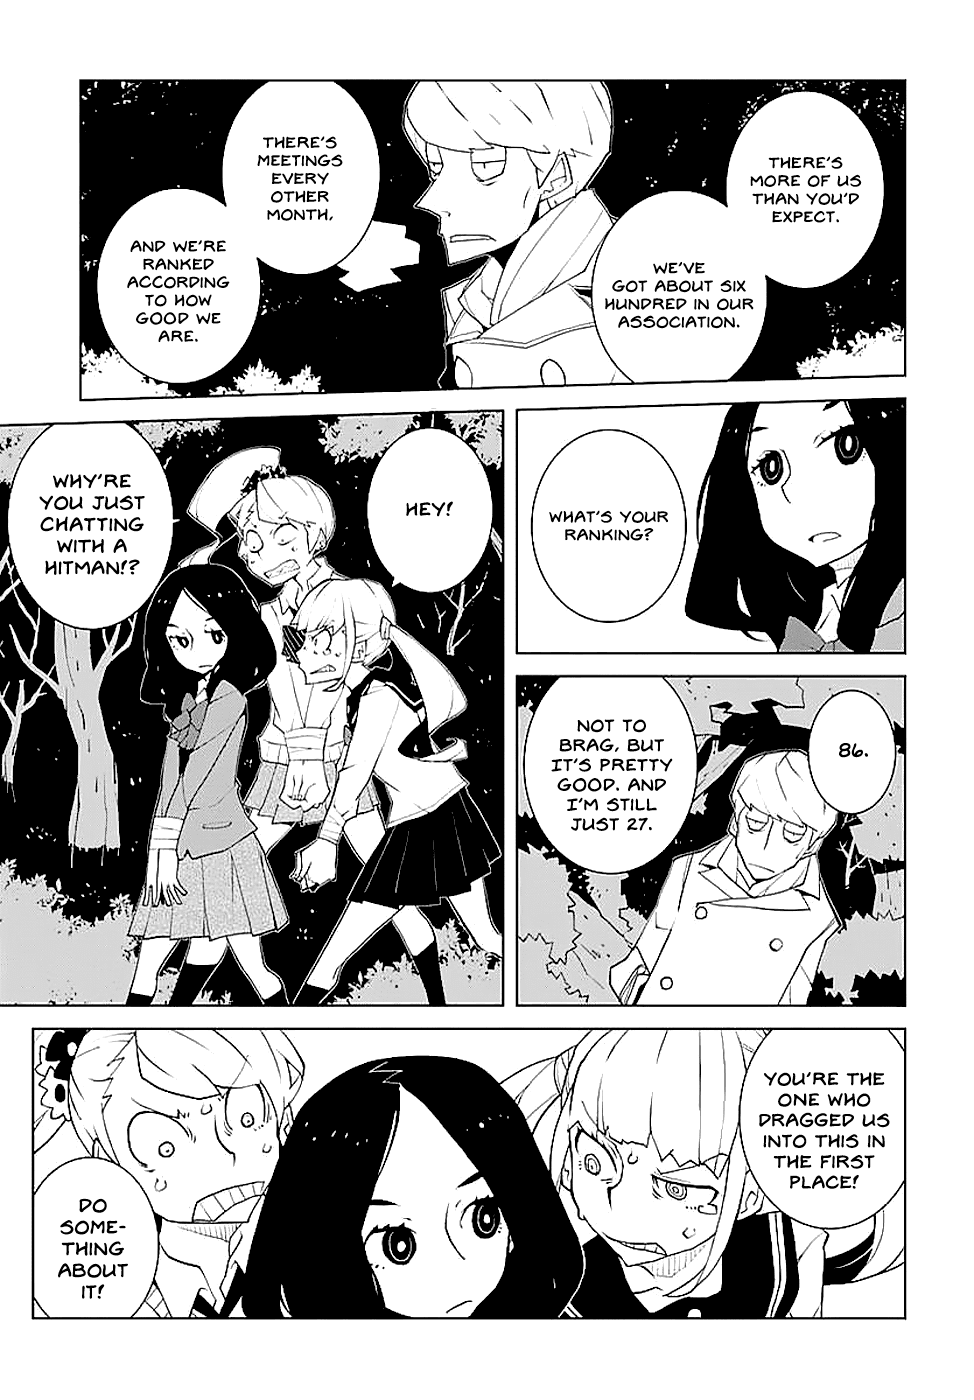 THERE'S
MORE OF US
THAN YOU'D
EXPECT.
WE'VE
GOT ABOUT SIX
HUNDRED IN OUR
ASSOCIATION.
THERE'S
MEETINGS
EVERY
OTHER
MONTH,
AND WE'RE
RANKED
ACCORDING
TO HOW
GOOD WE
ARE.
WHAT'S YOUR
RANKING?
86.
NOT TO
BRAG, BUT
IT'S PRETTY
GOOD. AND
I'M STILL
JUST 27.
HEY!
WHY'RE
YOU JUST
CHATTING
WITH A
HITMAN!?
YOU'RE THE
ONE WHO
DRAGGED US
INTO THIS IN
THE FIRST
PLACE!
DO
SOME-
THING
ABOUT
IT!